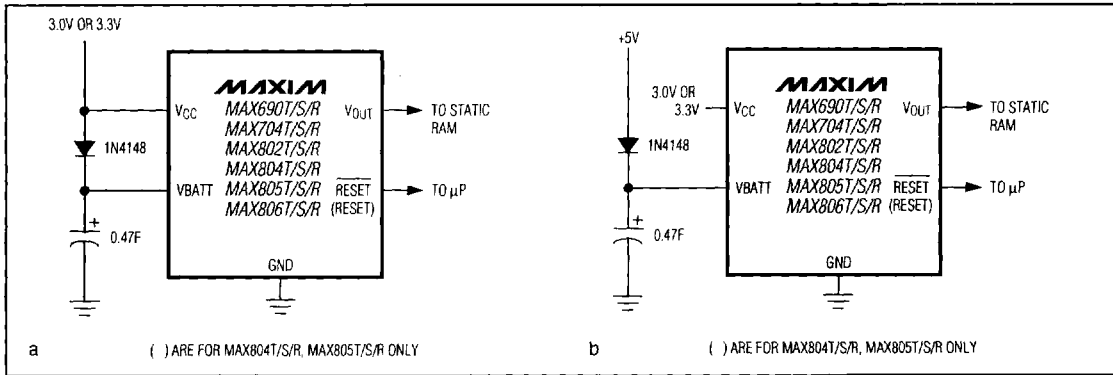 3.0V OR 3.3V
MAXIM
VCC
MAX690T/S/R
VOUT
TO STATIC
RAM
MAX704T/S/R
1N4148
MAX802T/S/R
MAX804T/S/R
VBATT
MAX805T/S/R
RESET
TO µP
MAX806T/S/R
(RESET)
+
0.47F
GND
a
( ) ARE FOR MAX804T/S/R, MAX805T/S/R ONLY
+5V
MAXIM
3.0V OR
3.3V
VCC
MAX690T/S/R
VOUT
TO STATIC
RAM
MAX704T/S/R
1N4148
MAX802T/S/R
MAX804T/S/R
VBATT
MAX805T/S/R
RESET
TO µP
MAX806T/S/R
(RESET)
+
0.47F
GND
b
( ) ARE FOR MAX804T/S/R, MAX805T/S/R ONLY